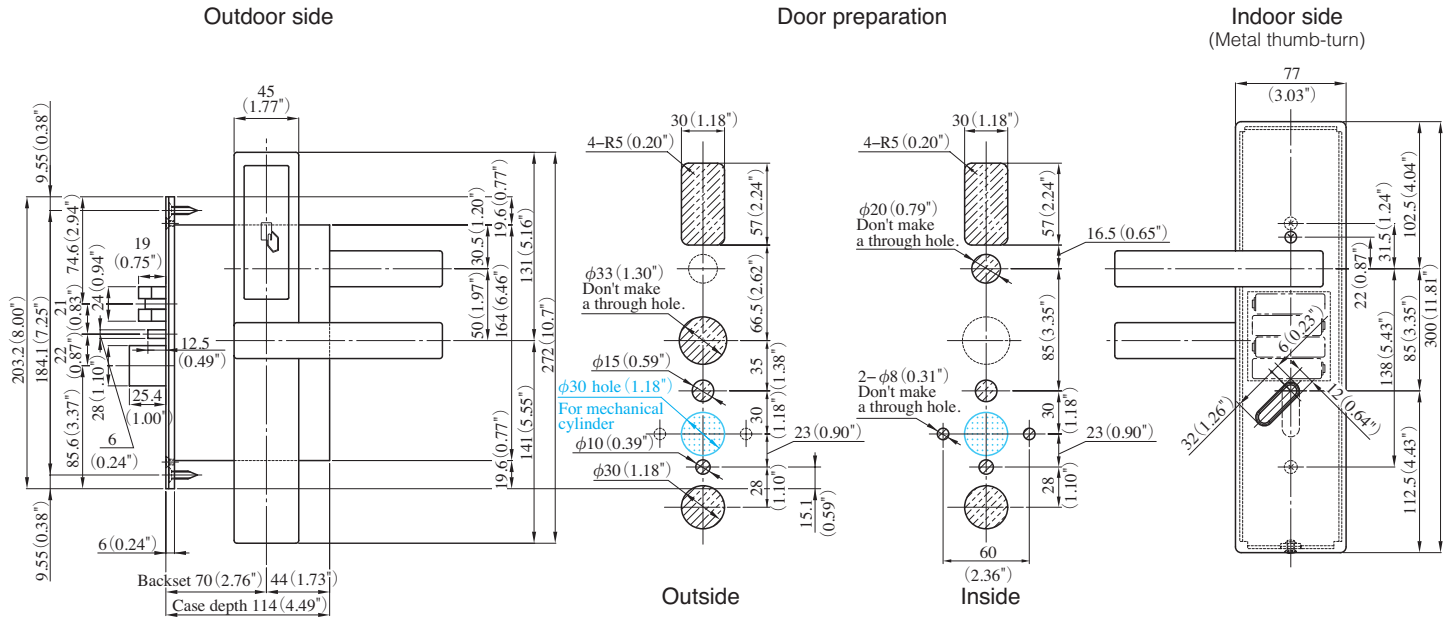 Outdoor side
Door preparation
Indoor side
(Metal thumb-turn)
45
(1.77")
9.55 (0.38")
203.2 (8.00")
184.1 (7.25")
74.6 (2.94")
19
(0.75")
24 (0.94")
21
(0.83")
22
(0.87")
28 (1.10")
12.5
(0.49")
25.4
(1.00")
6
(0.24")
85.6 (3.37")
9.55 (0.38")
6 (0.24")
Backset 70 (2.76")
44 (1.73")
Case depth 114 (4.49")
19.6 (0.77")
30.5 (1.20")
50 (1.97")
164 (6.46")
19.6 (0.77")
131 (5.16")
141 (5.55")
272 (10.7")
30 (1.18")
4–R5 (0.20")
57 (2.24")
ϕ33 (1.30")
Don't make
a through hole.
66.5 (2.62")
ϕ15 (0.59")
35
(1.38")
ϕ30 hole (1.18")
For mechanical
cylinder
30
(1.18")
ϕ10 (0.39")
23 (0.90")
ϕ30 (1.18")
28
(1.10")
15.1
(0.59")
Outside
30 (1.18")
4–R5 (0.20")
57 (2.24")
ϕ20 (0.79")
Don't make
a through hole.
16.5 (0.65")
85 (3.35")
2–ϕ8 (0.31")
Don't make
a through hole.
30
(1.18")
23 (0.90")
28
(1.10")
60
(2.36")
Inside
77
(3.03")
31.5 (1.24")
22 (0.87")
102.5 (4.04")
85 (3.35")
138 (5.43")
300 (11.81")
6 (0.23")
12 (0.64")
32 (1.26")
112.5 (4.43")